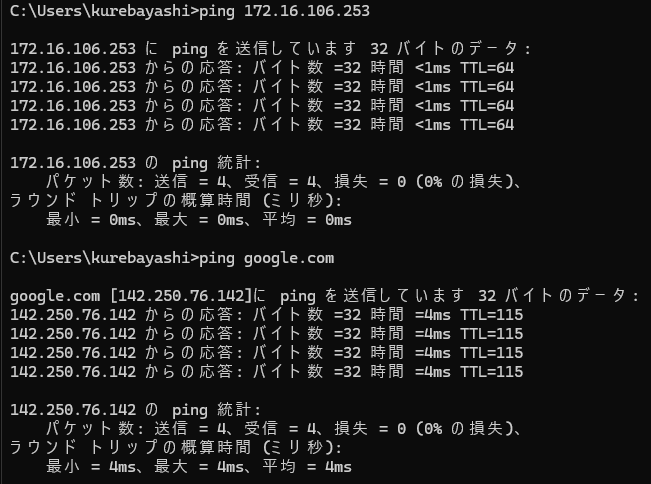 C:\Users\kurebayashi>ping 172.16.106.253
172.16.106.253 に ping を送信しています 32 バイトのデータ:
172.16.106.253 からの応答: バイト数 =32 時間 <1ms TTL=64
172.16.106.253 からの応答: バイト数 =32 時間 <1ms TTL=64
172.16.106.253 からの応答: バイト数 =32 時間 <1ms TTL=64
172.16.106.253 からの応答: バイト数 =32 時間 <1ms TTL=64
172.16.106.253 の ping 統計:
パケット数: 送信 = 4、受信 = 4、損失 = 0 (0% の損失)、
ラウンド トリップの概算時間 (ミリ秒):
最小 = 0ms、最大 = 0ms、平均 = 0ms
C:\Users\kurebayashi>ping google.com
google.com [142.250.76.142]に ping を送信しています 32 バイトのデータ:
142.250.76.142 からの応答: バイト数 =32 時間 =4ms TTL=115
142.250.76.142 からの応答: バイト数 =32 時間 =4ms TTL=115
142.250.76.142 からの応答: バイト数 =32 時間 =4ms TTL=115
142.250.76.142 からの応答: バイト数 =32 時間 =4ms TTL=115
142.250.76.142 の ping 統計:
パケット数: 送信 = 4、受信 = 4、損失 = 0 (0% の損失)、
ラウンド トリップの概算時間 (ミリ秒):
最小 = 4ms、最大 = 4ms、平均 = 4ms